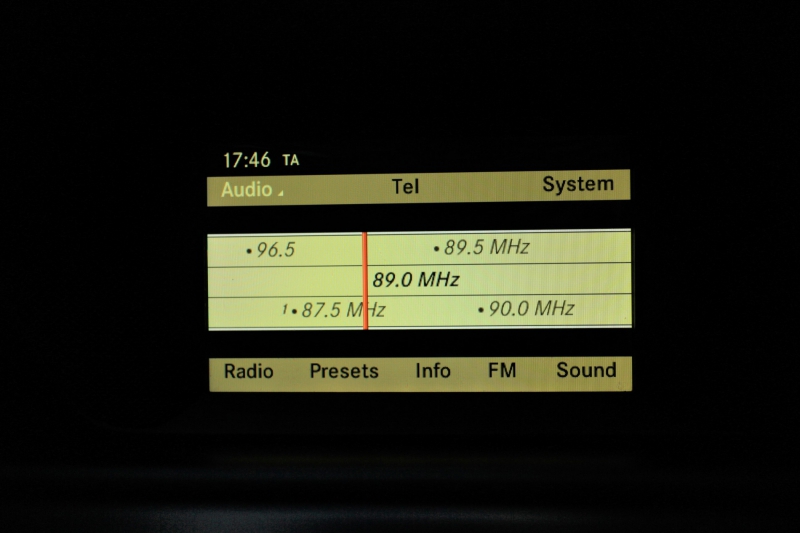 17:46 TA
Audio Tel System
•96.5 •89.5 MHz
89.0 MHz
1•87.5 MHz •90.0 MHz
Radio Presets Info FM Sound